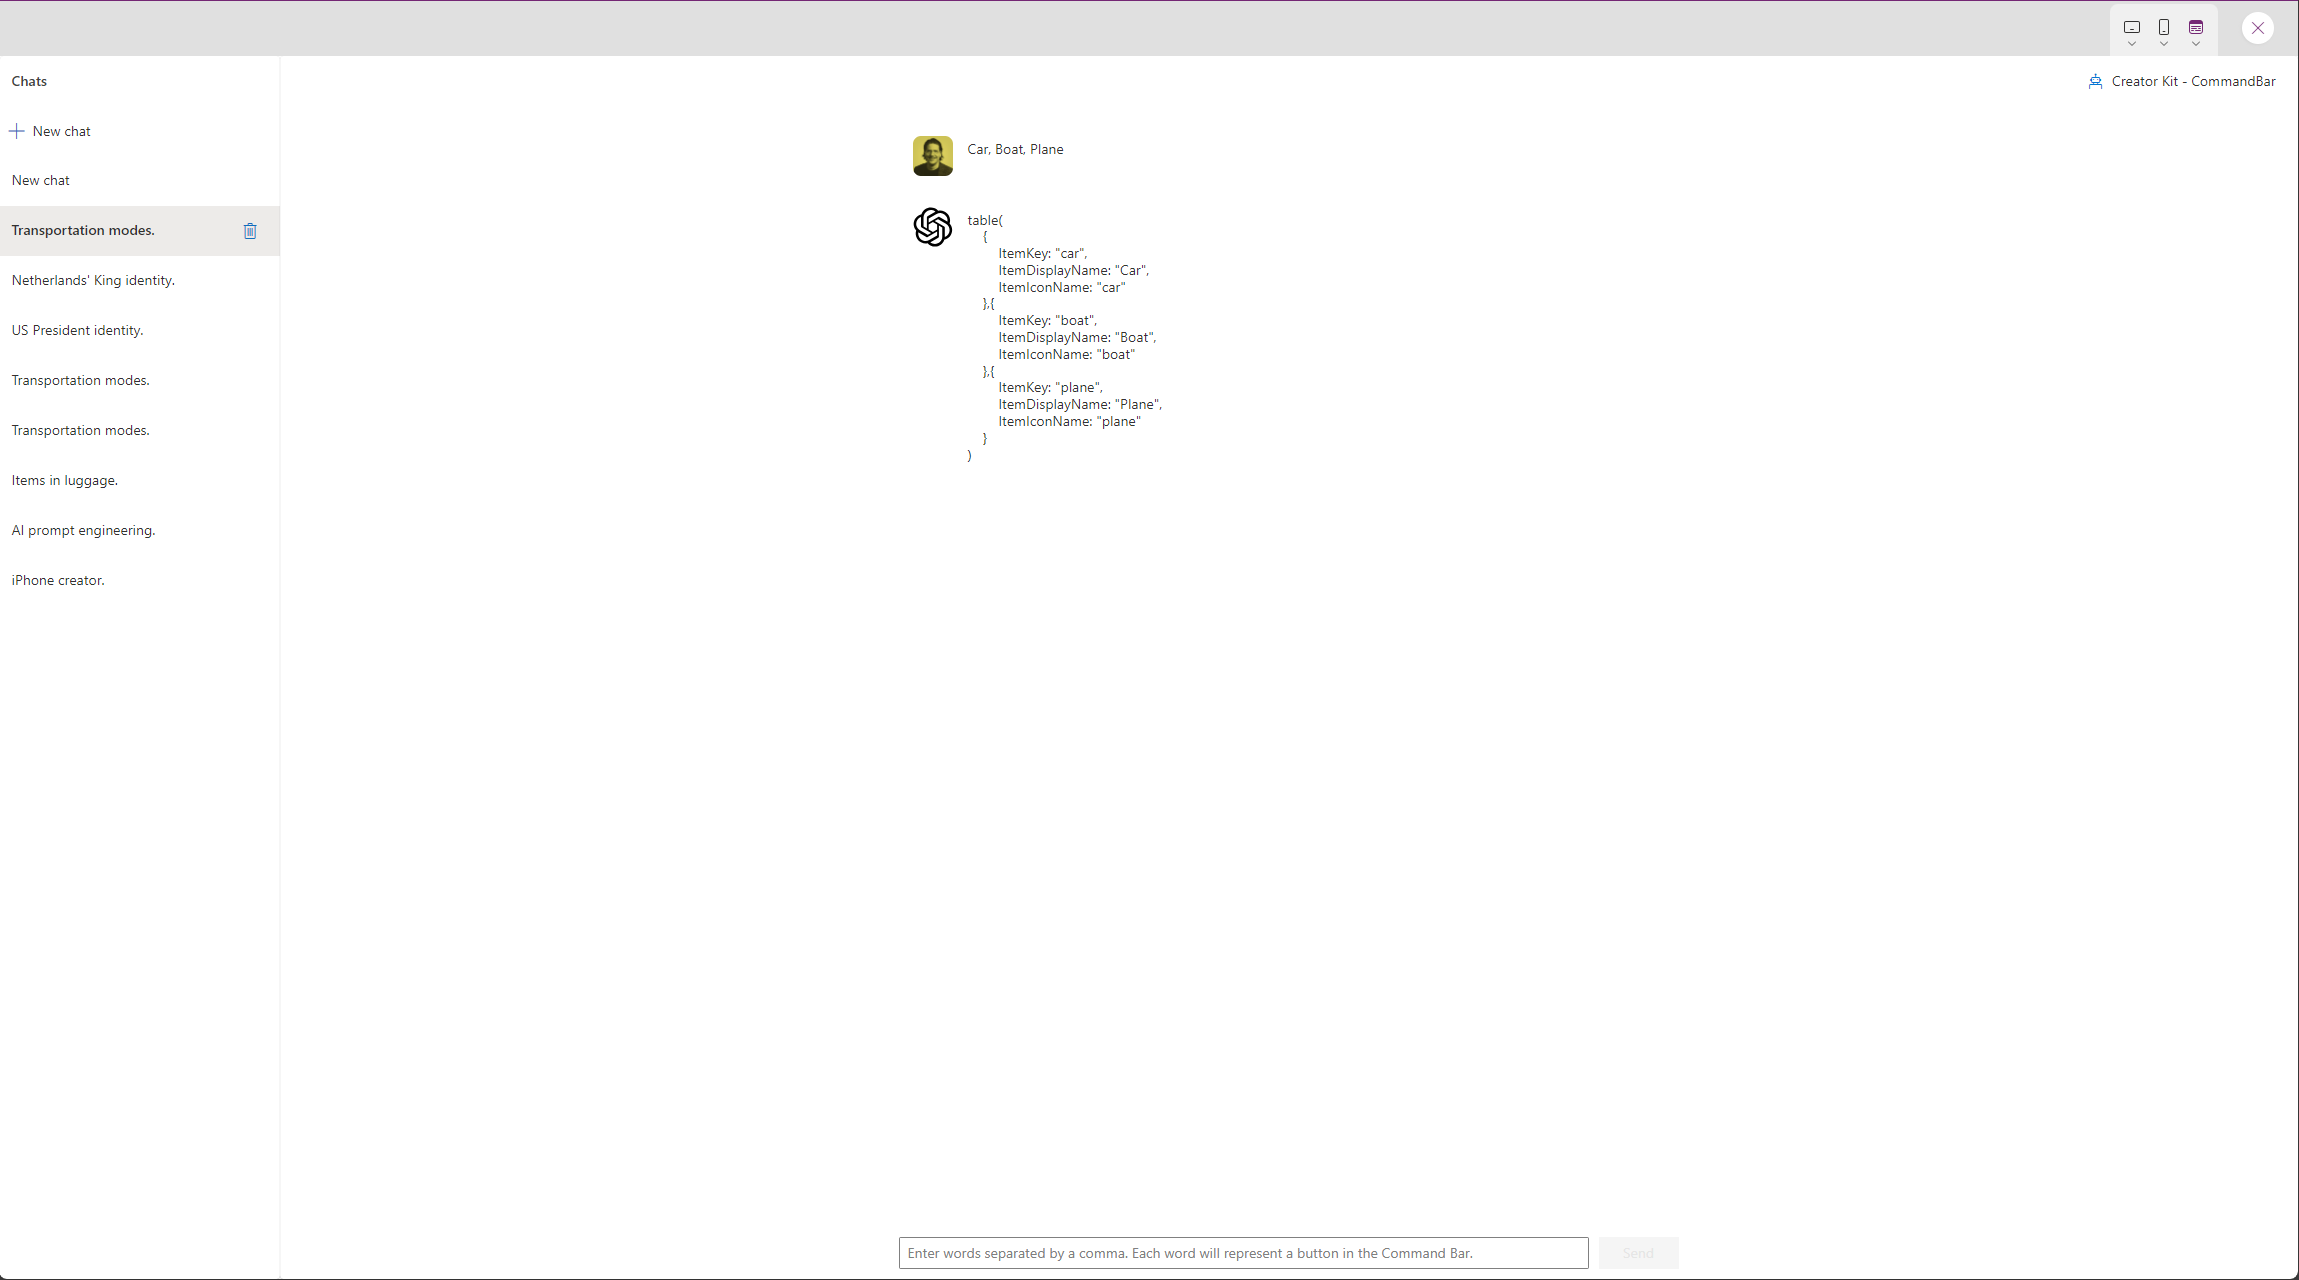 Chats
Creator Kit - CommandBar
New chat
New chat
Transportation modes.
Netherlands' King identity.
US President identity.
Transportation modes.
Transportation modes.
Items in luggage.
AI prompt engineering.
iPhone creator.
Car, Boat, Plane
table(
{
ItemKey: "car",
ItemDisplayName: "Car",
ItemIconName: "car"
},{
ItemKey: "boat",
ItemDisplayName: "Boat",
ItemIconName: "boat"
},{
ItemKey: "plane",
ItemDisplayName: "Plane",
ItemIconName: "plane"
}
)
Enter words separated by a comma. Each word will represent a button in the Command Bar.
Send